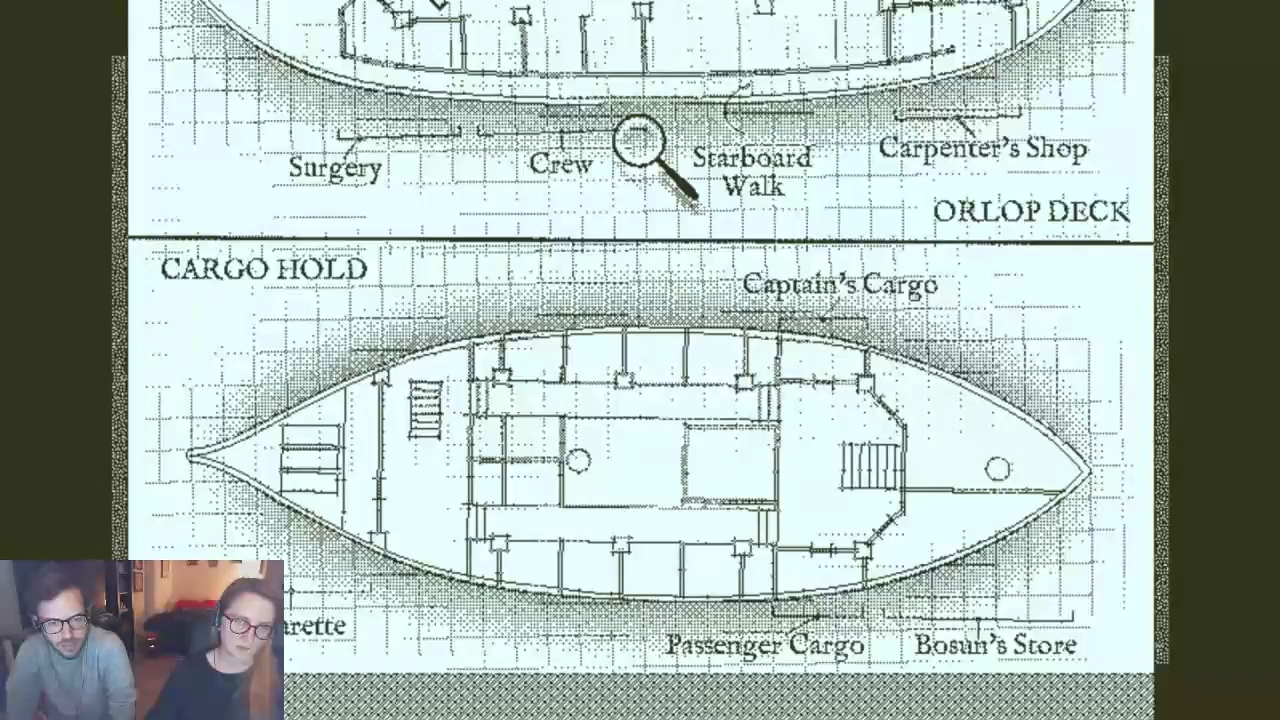 Surgery
Crew
Starboard
Walk
Carpenter's Shop
ORLOP DECK
CARGO HOLD
Captain's Cargo
Passenger Cargo
Bosun's Store